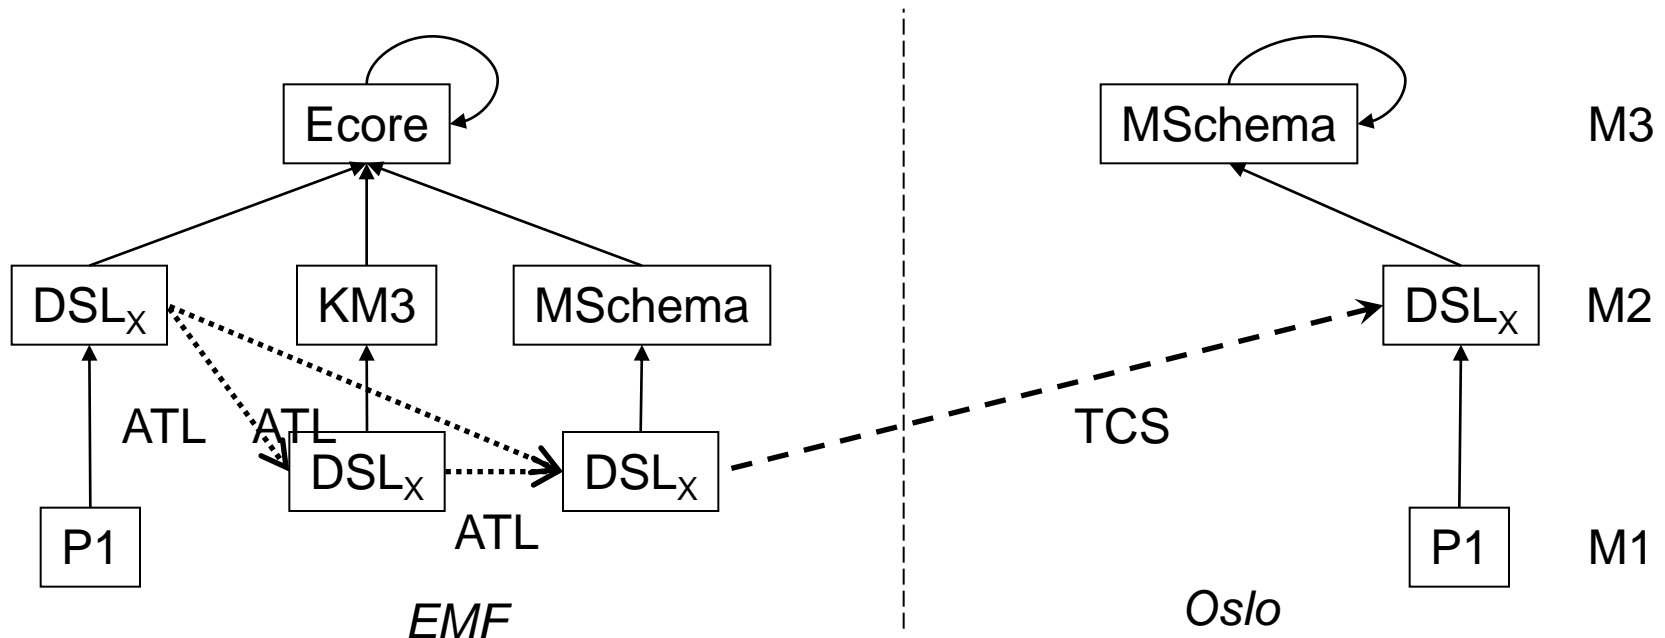 Ecore
MSchema
M3
DSLX
KM3
MSchema
DSLX
M2
ATL
ATL
TCS
DSLX
DSLX
ATL
P1
P1
M1
EMF
Oslo